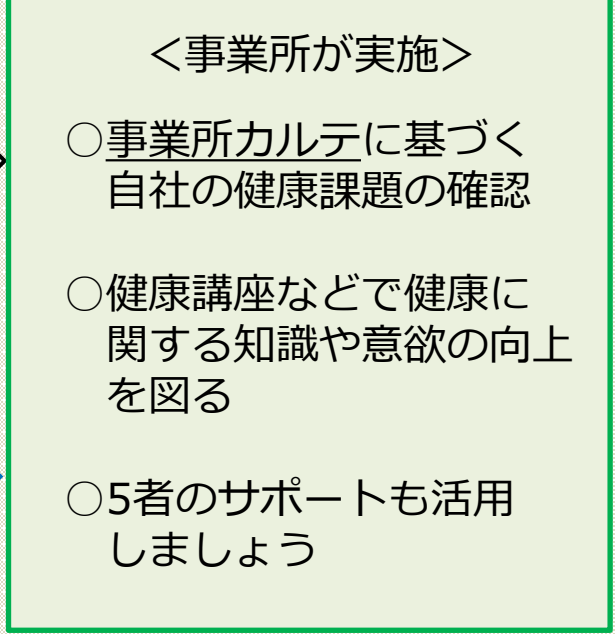 ＜事業所が実施＞
○事業所カルテに基づく
自社の健康課題の確認
○健康講座などで健康に
関する知識や意欲の向上
を図る
○5者のサポートも活用
しましょう